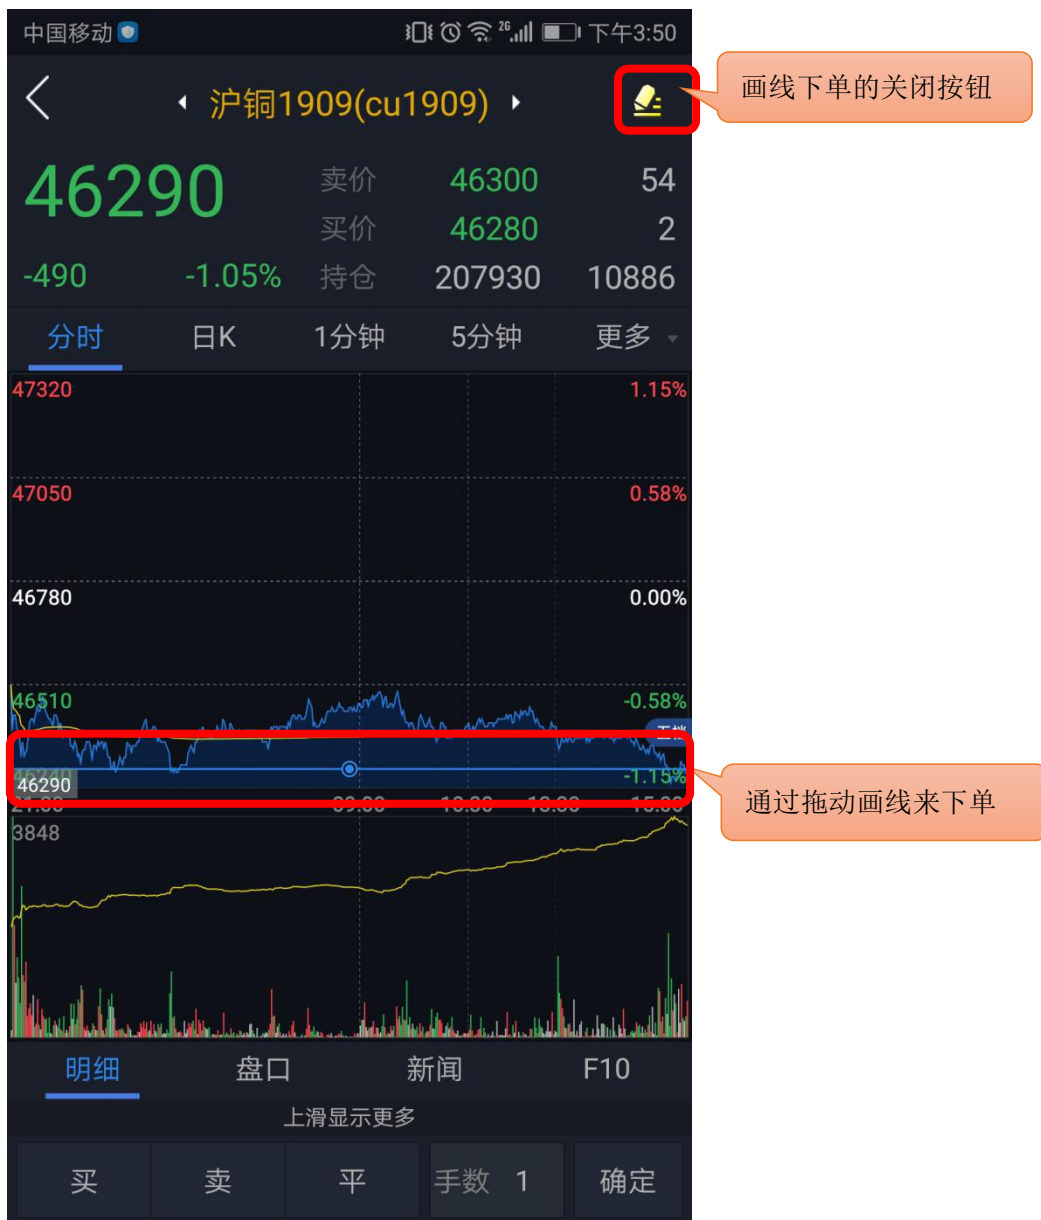 中国移动 2G 下午3:50
沪铜1909(cu1909)
画线下单的关闭按钮
46290 卖价 46300 54
买价 46280 2
-490 -1.05% 持仓 207930 10886
分时 日K 1分钟 5分钟 更多
47320 1.15%
47050 0.58%
46780 0.00%
46510 -0.58%
46290 -1.15%
通过拖动画线来下单
3848
明细 盘口 新闻 F10
上滑显示更多
买 卖 平 手数 1 确定